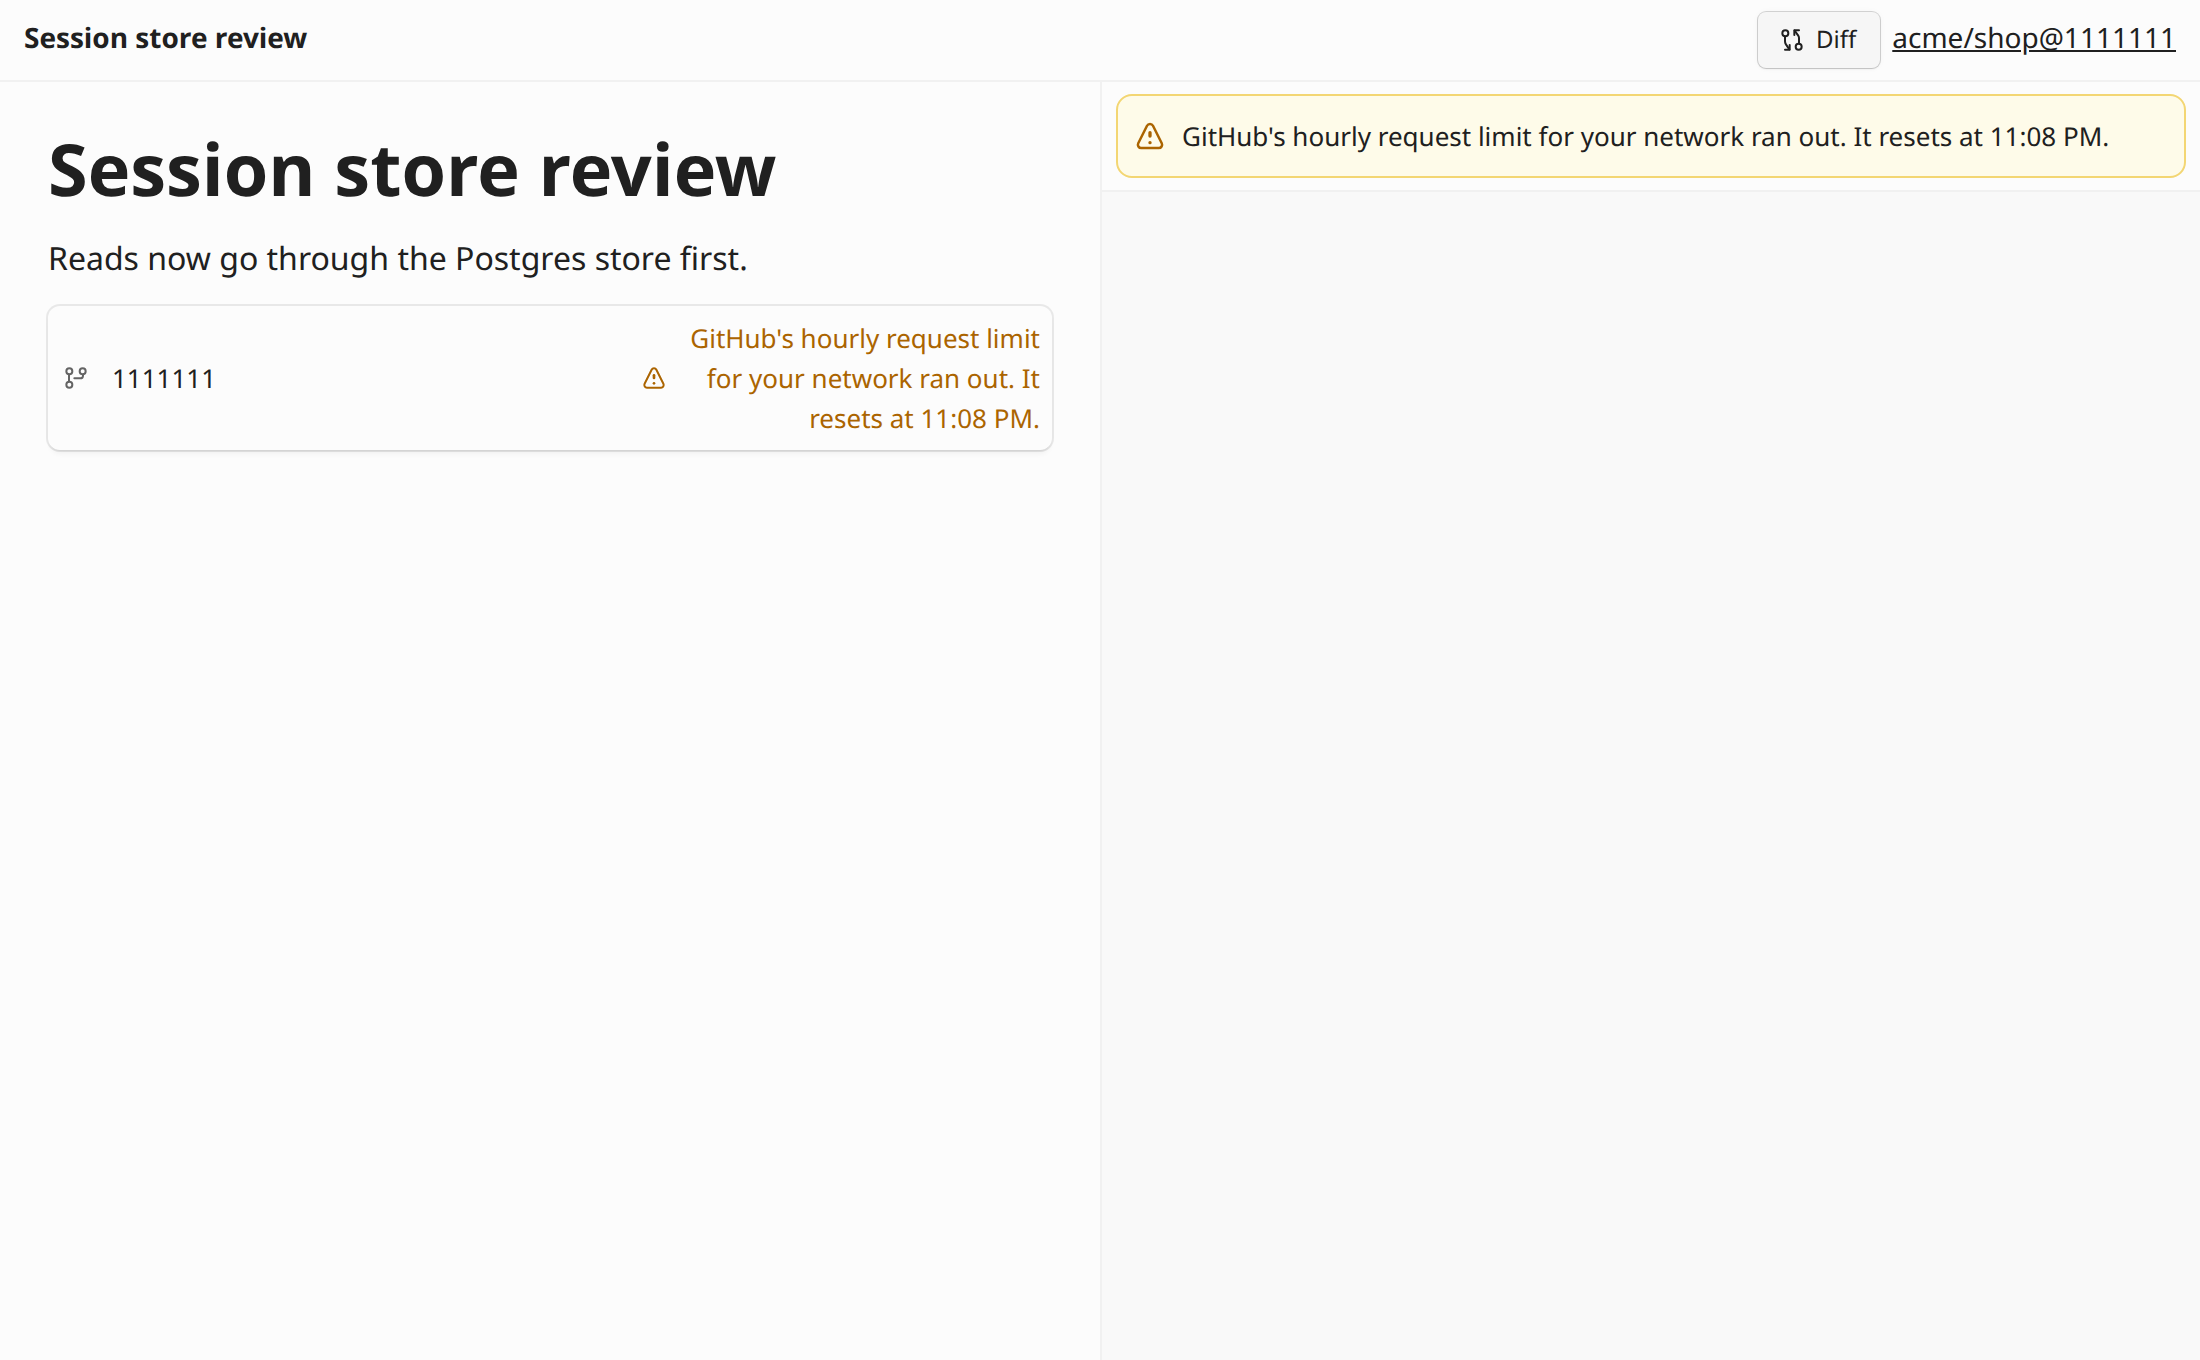 Session store review
Diff
acme/shop@1111111
Session store review
Reads now go through the Postgres store first.
1111111
GitHub's hourly request limit
for your network ran out. It
resets at 11:08 PM.
GitHub's hourly request limit for your network ran out. It resets at 11:08 PM.